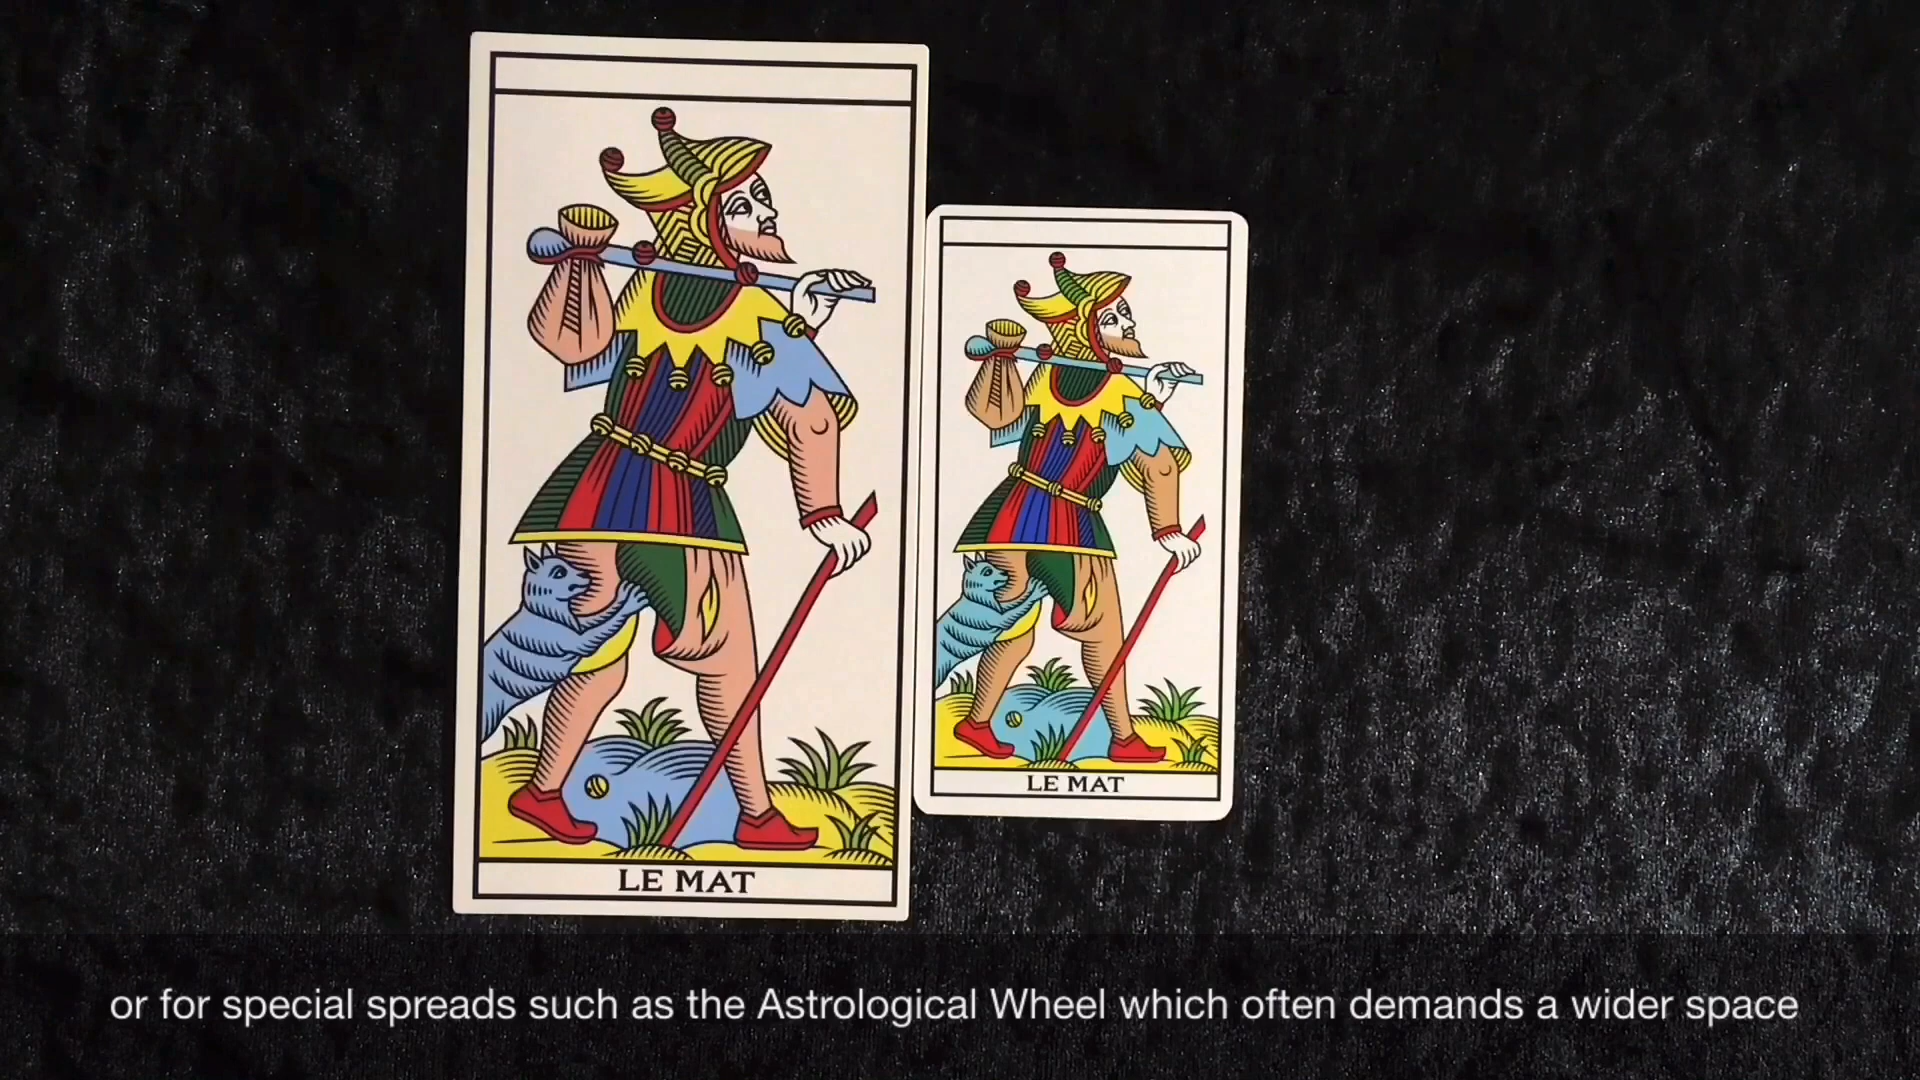 LE MAT
LE MAT
or for special spreads such as the Astrological Wheel which often demands a wider space